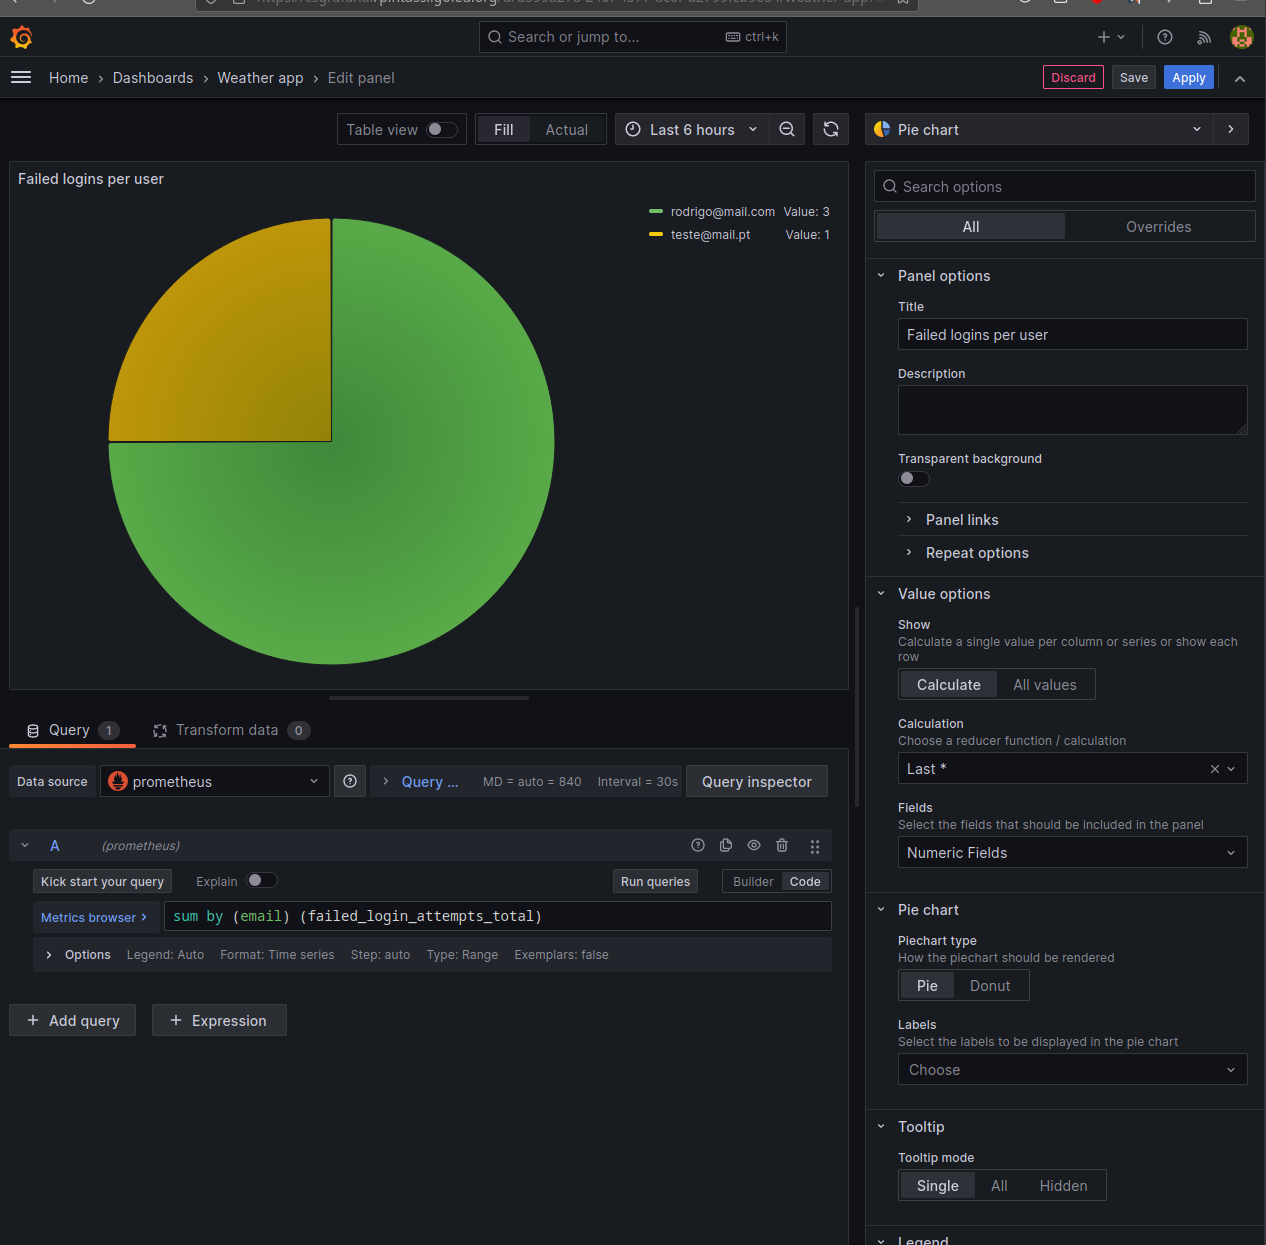 Search or jump to... ctrl+k
Home › Dashboards › Weather app › Edit panel
Discard Save Apply
Table view Fill Actual Last 6 hours
Pie chart
Failed logins per user
rodrigo@mail.com Value: 3
teste@mail.pt Value: 1
Search options
All Overrides
Panel options
Title
Failed logins per user
Description
Transparent background
Panel links
Repeat options
Value options
Show
Calculate a single value per column or series or show each
row
Calculate All values
Calculation
Choose a reducer function / calculation
Last *
Fields
Select the fields that should be included in the panel
Numeric Fields
Pie chart
Piechart type
How the piechart should be rendered
Pie Donut
Labels
Select the labels to be displayed in the pie chart
Choose
Tooltip
Tooltip mode
Single All Hidden
Legend
Query 1 Transform data 0
Data source prometheus Query ... MD = auto = 840 Interval = 30s Query inspector
A (prometheus)
Kick start your query Explain Run queries Builder Code
Metrics browser › sum by (email) (failed_login_attempts_total)
Options Legend: Auto Format: Time series Step: auto Type: Range Exemplars: false
+ Add query + Expression